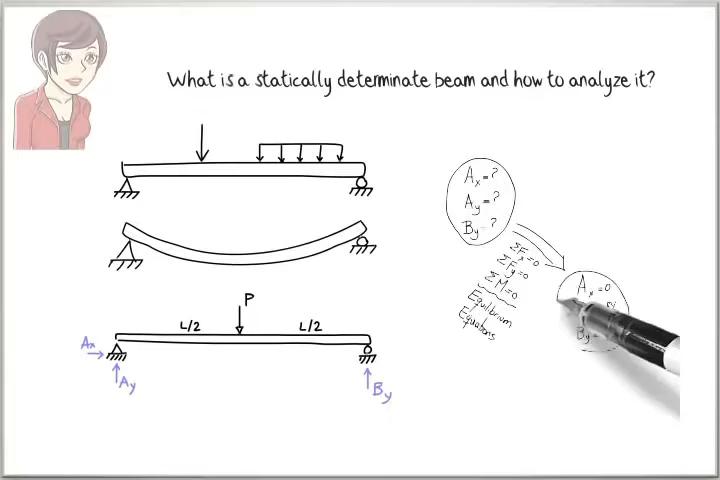 What is a statically determinate beam and how to analyze it?
Ax = ?
Ay = ?
By = ?
ΣFx = 0
ΣFy = 0
ΣM = 0
Equilibrium
Equations
Ax = 0
By =
P
L/2 L/2
Ax
Ay
By